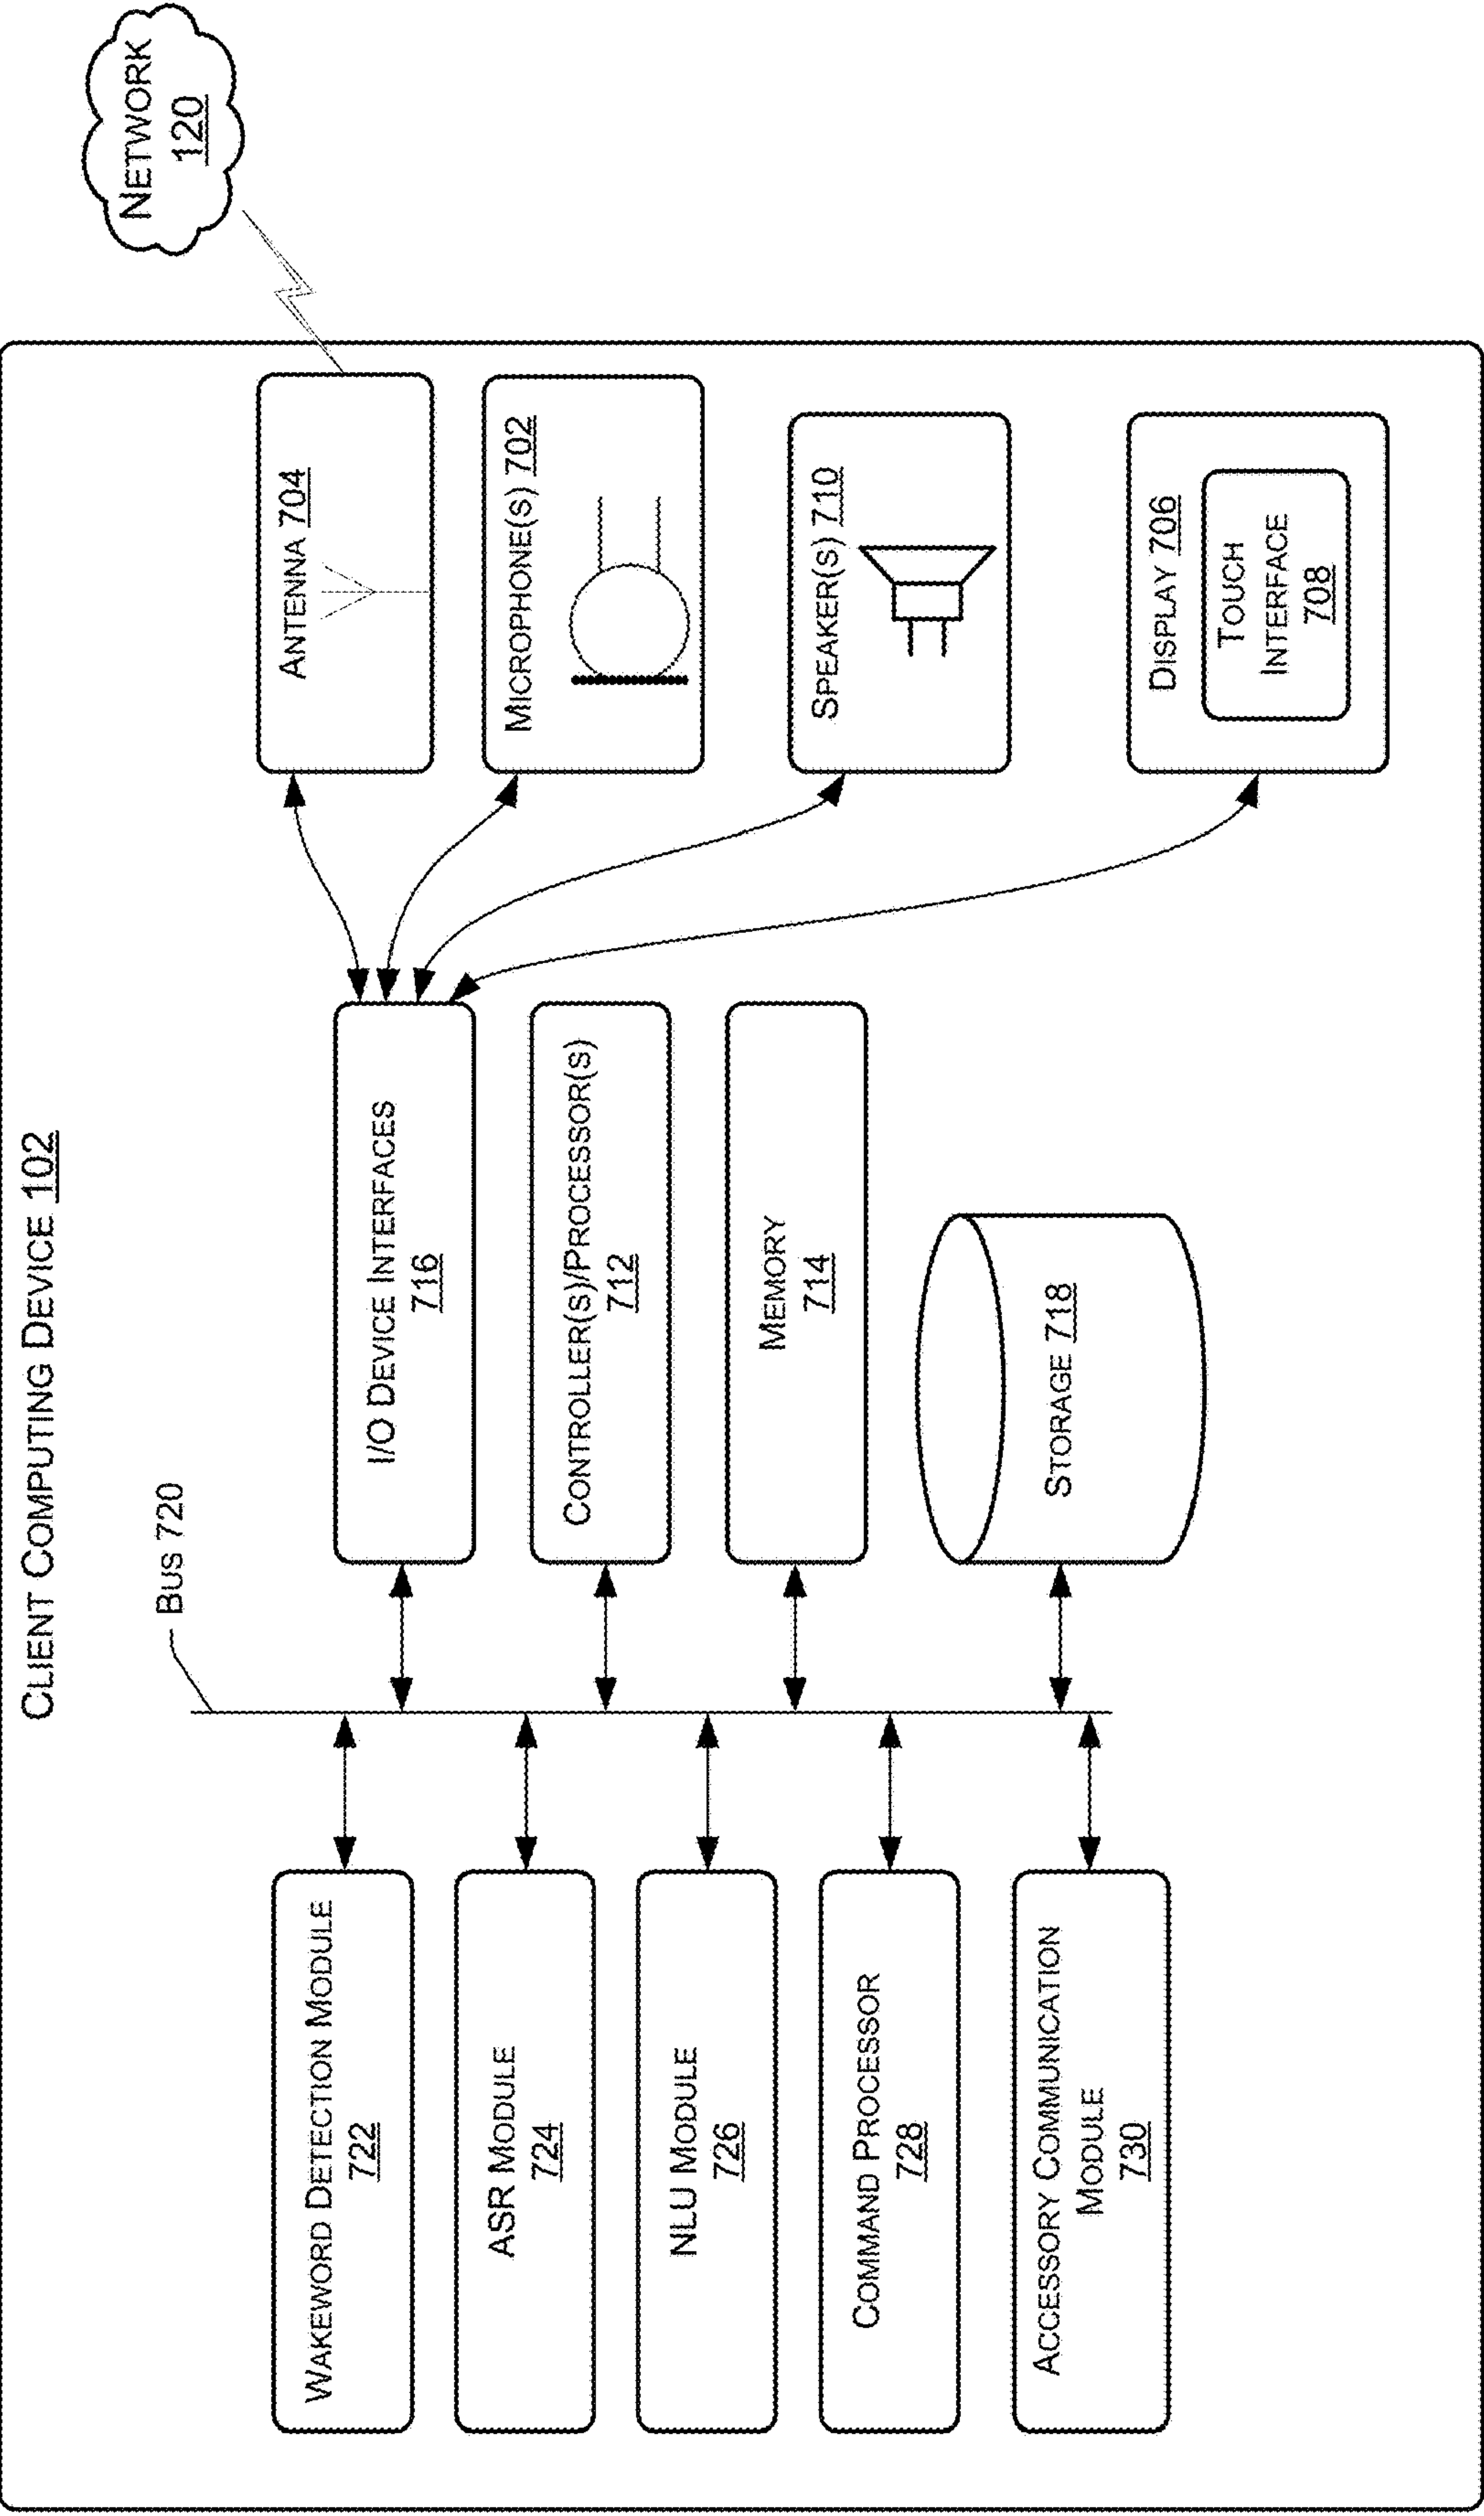 CLIENT COMPUTING DEVICE 102
BUS 720
WAKEWORD DETECTION MODULE
722
ASR MODULE
724
NLU MODULE
726
COMMAND PROCESSOR
728
ACCESSORY COMMUNICATION
MODULE
730
I/O DEVICE INTERFACES
716
CONTROLLER(S)/PROCESSOR(S)
712
MEMORY
714
STORAGE 718
ANTENNA 704
MICROPHONE(S) 702
SPEAKER(S) 710
DISPLAY 706
TOUCH
INTERFACE
708
NETWORK
120